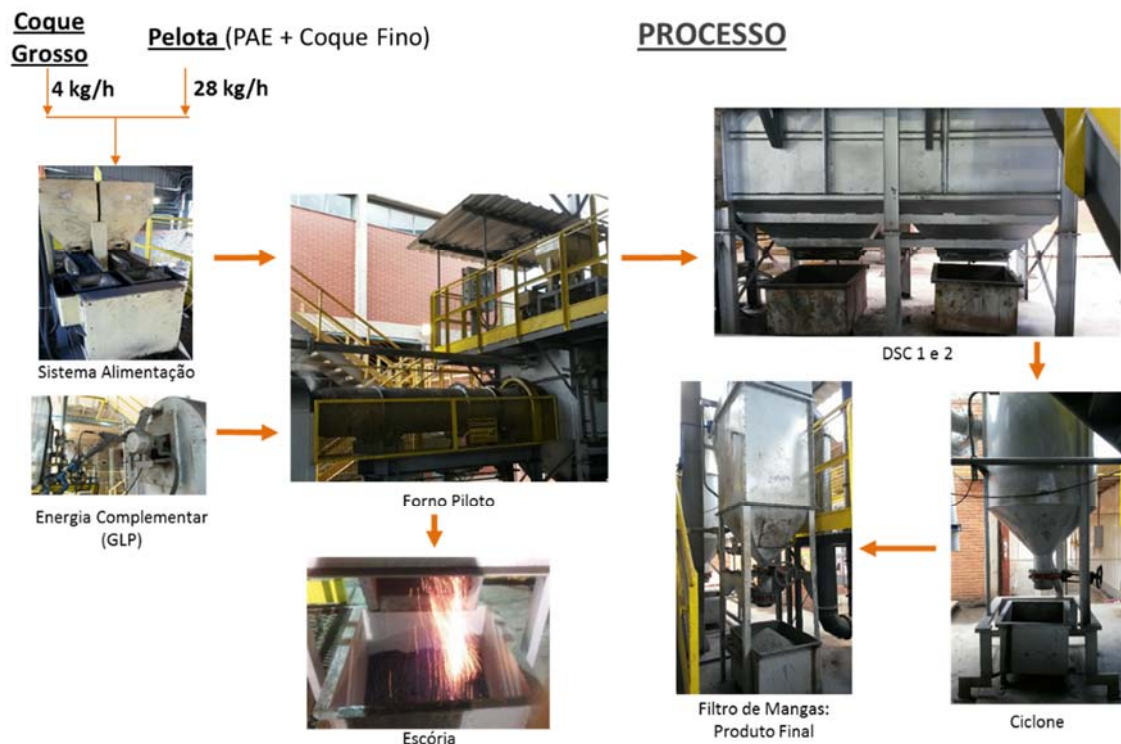 Coque
Grosso
Pelota (PAE + Coque Fino)
PROCESSO
4 kg/h
28 kg/h
Sistema Alimentação
DSC 1 e 2
Energia Complementar
(GLP)
Forno Piloto
Escória
Filtro de Mangas:
Produto Final
Ciclone